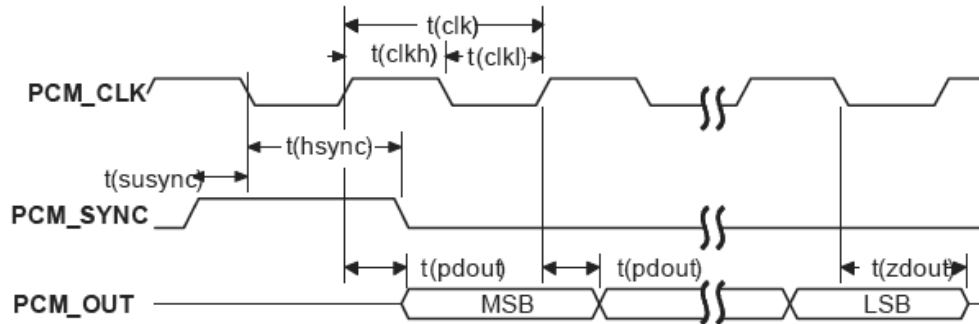 t(clk)
t(clkh) t(clkl)
PCM_CLK
t(hsync)
t(susync)
PCM_SYNC
t(pdout) t(pdout) t(zdout)
PCM_OUT MSB LSB